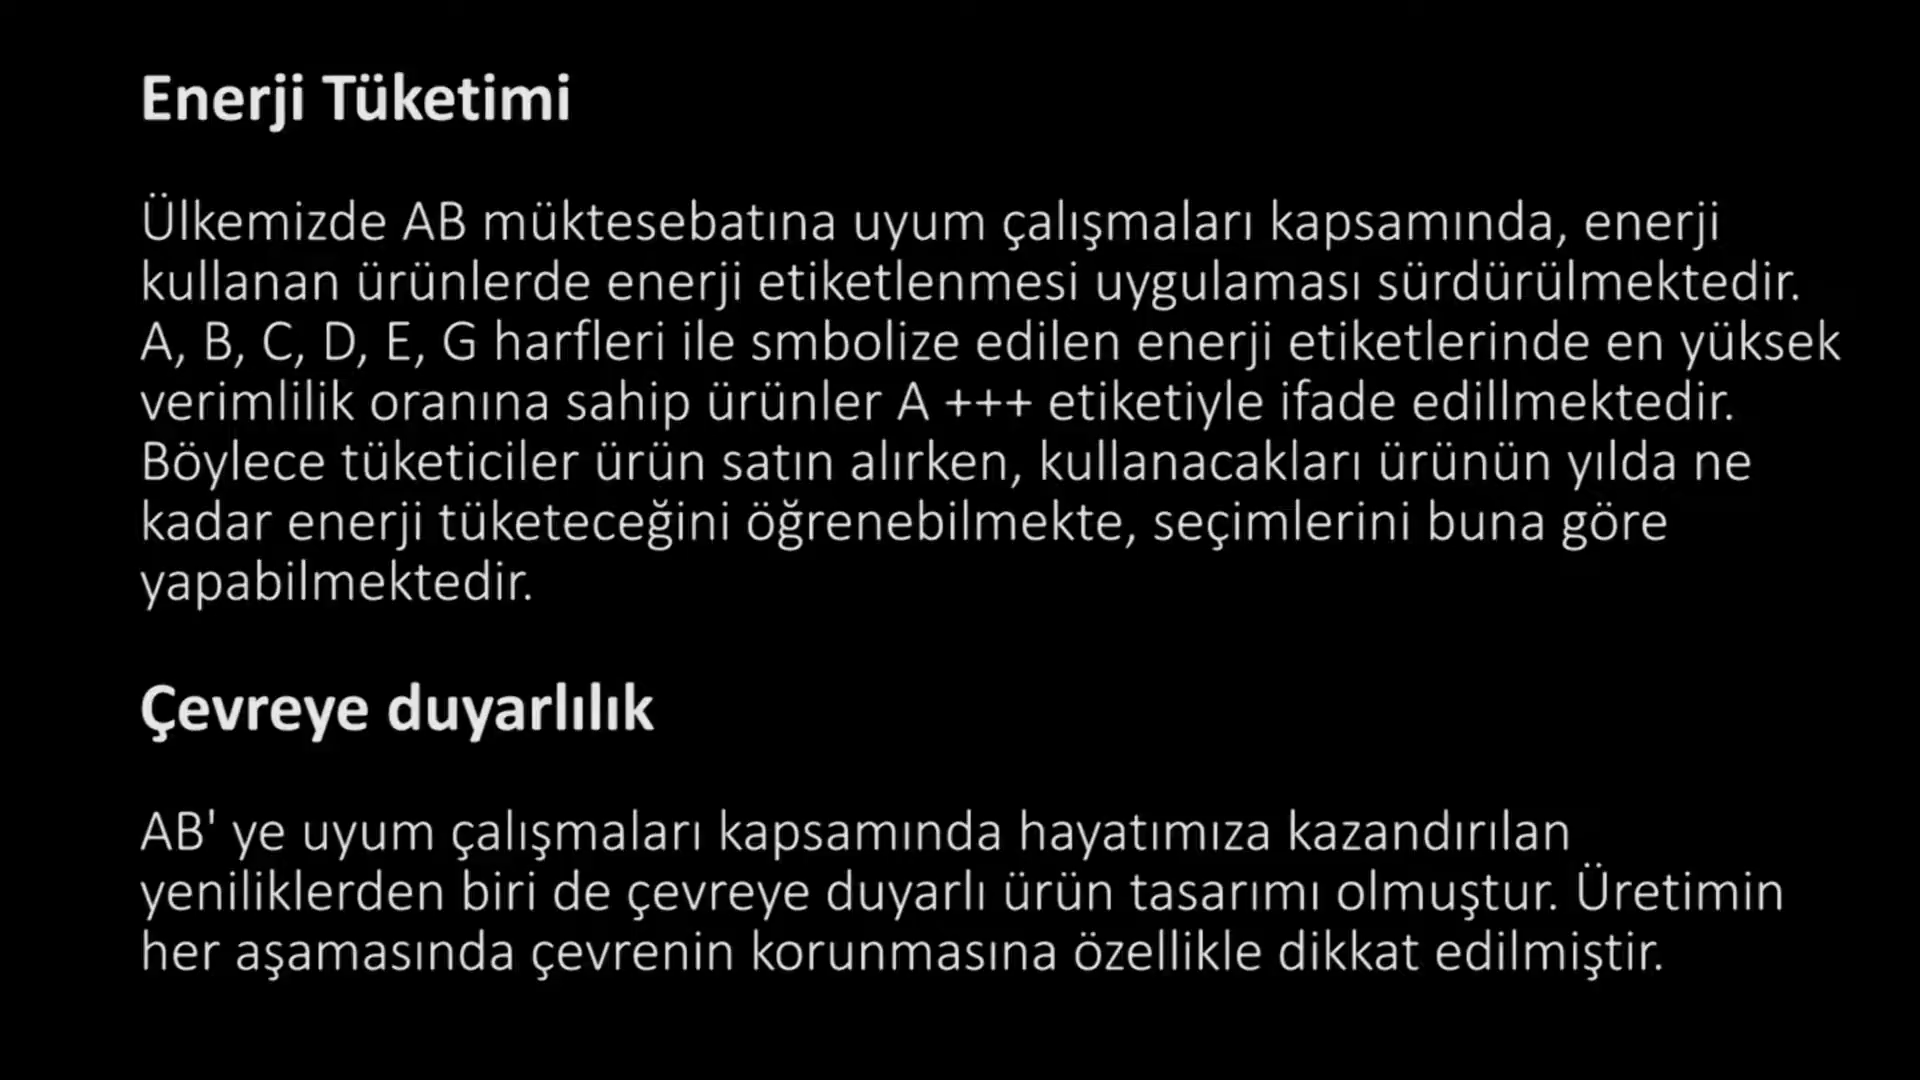 Enerji Tüketimi
Ülkemizde AB müktesebatına uyum çalışmaları kapsamında, enerji
kullanan ürünlerde enerji etiketlenmesi uygulaması sürdürülmektedir.
A, B, C, D, E, G harfleri ile smbolize edilen enerji etiketlerinde en yüksek
verimlilik oranına sahip ürünler A +++ etiketiyle ifade edillmektedir.
Böylece tüketiciler ürün satın alırken, kullanacakları ürünün yılda ne
kadar enerji tüketeceğini öğrenebilmekte, seçimlerini buna göre
yapabilmektedir.
Çevreye duyarlılık
AB' ye uyum çalışmaları kapsamında hayatımıza kazandırılan
yeniliklerden biri de çevreye duyarlı ürün tasarımı olmuştur. Üretimin
her aşamasında çevrenin korunmasına özellikle dikkat edilmiştir.